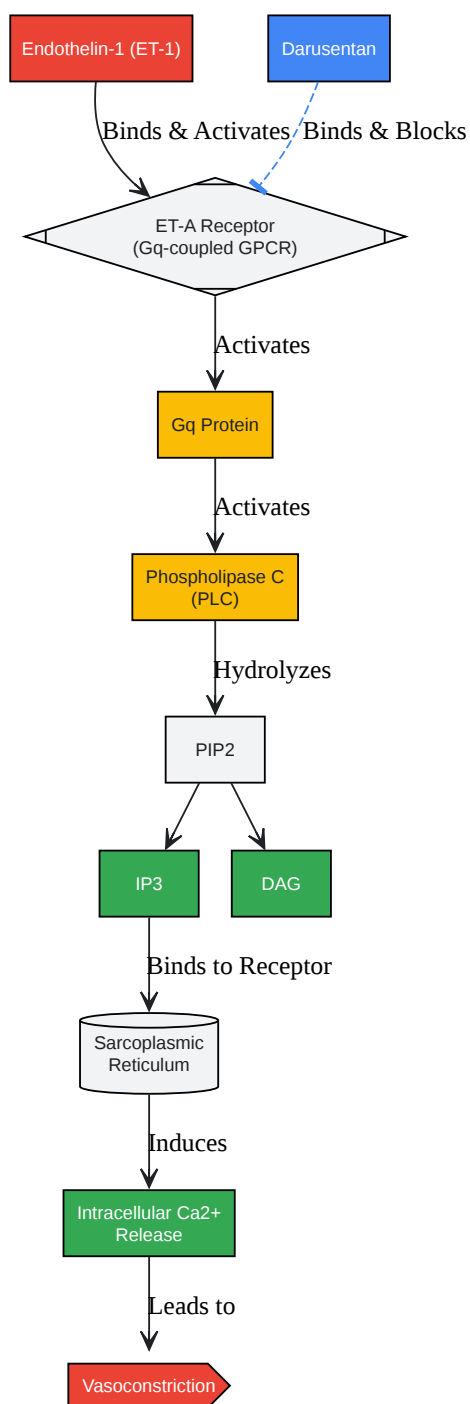 Endothelin-1 (ET-1)
Darusentan
Binds & Activates
Binds & Blocks
ET-A Receptor
(Gq-coupled GPCR)
Activates
Gq Protein
Activates
Phospholipase C
(PLC)
Hydrolyzes
PIP2
IP3
DAG
Binds to Receptor
Sarcoplasmic
Reticulum
Induces
Intracellular Ca2+
Release
Leads to
Vasoconstriction